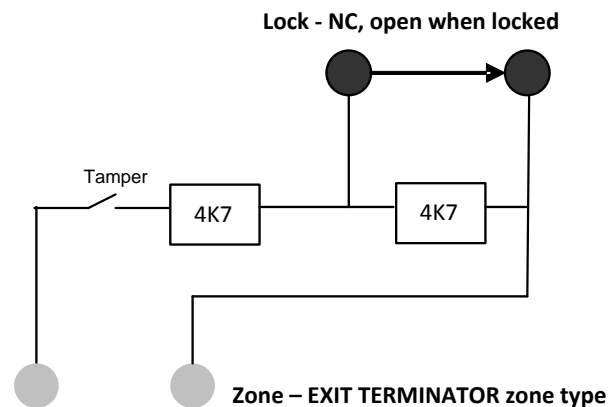 Lock - NC, open when locked
Tamper
4K7
4K7
Zone – EXIT TERMINATOR zone type